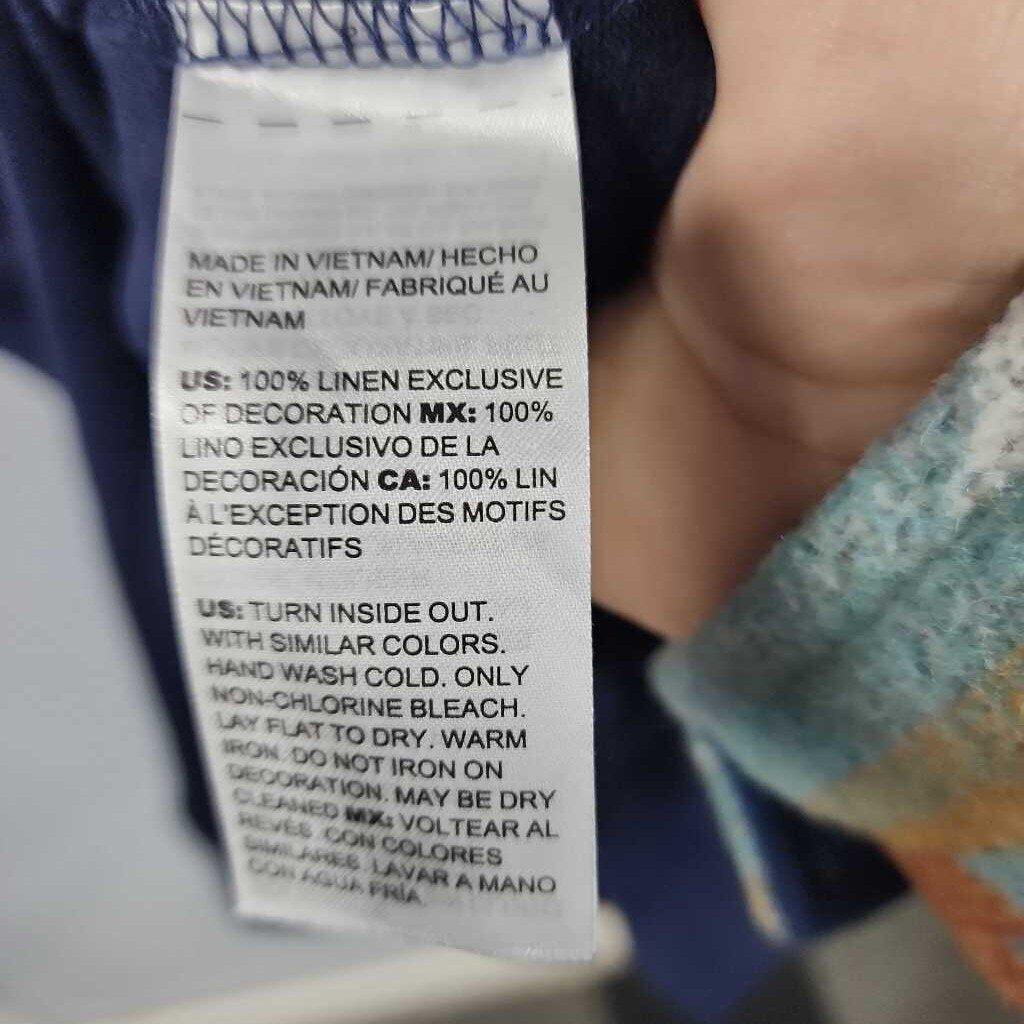 MADE IN VIETNAM/ HECHO
EN VIETNAM/ FABRIQUÉ AU
VIETNAM
US: 100% LINEN EXCLUSIVE
OF DECORATION MX: 100%
LINO EXCLUSIVO DE LA
DECORACIÓN CA: 100% LIN
À L'EXCEPTION DES MOTIFS
DÉCORATIFS
US: TURN INSIDE OUT.
WITH SIMILAR COLORS.
HAND WASH COLD. ONLY
NON-CHLORINE BLEACH.
LAY FLAT TO DRY. WARM
IRON. DO NOT IRON ON
DECORATION. MAY BE DRY
CLEANED MX: VOLTEAR AL
REVÉS. CON COLORES
SIMILARES. LAVAR A MANO
CON AGUA FRÍA.